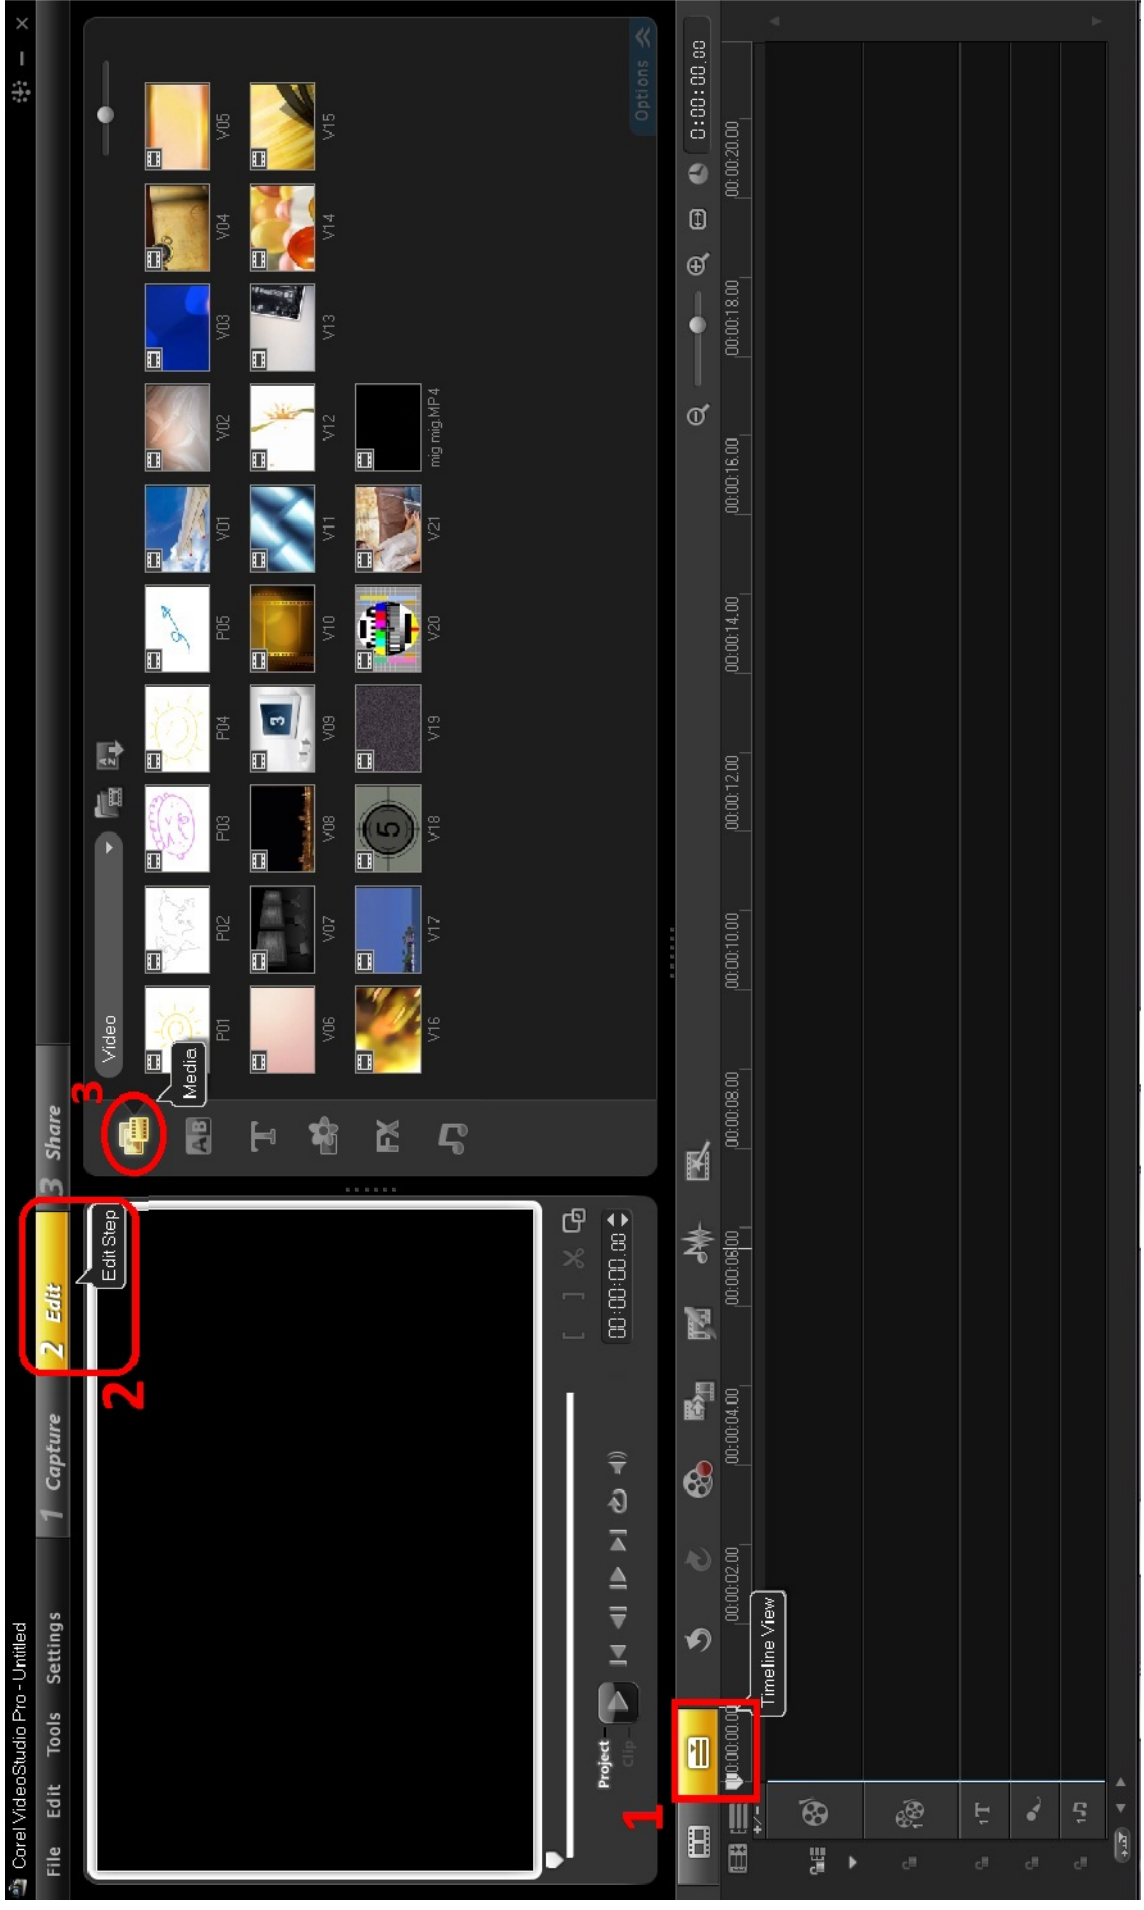 Corel VideoStudio Pro - Untitled
File Edit Tools Settings
1 Capture 2 Edit 3 Share
Edit Step
2
3
Video
Media
P01 P02 P03 P04 P05 V01 V02 V03 V04 V05
V06 V07 V08 V09 V10 V11 V12 V13 V14 V15
V16 V17 V18 V19 V20 V21 mig mig.MP4
AB
T
FX
Options
Project
Clip
[ ]
00:00:00.00
1
0:00:00.00
00:00:00.00 00:00:02.00 00:00:04.00 00:00:06:00 00:00:08.00 00:00:10.00 00:00:12.00 00:00:14.00 00:00:16.00 00:00:18.00 00:00:20.00
Timeline View
+/-
1
1T
1